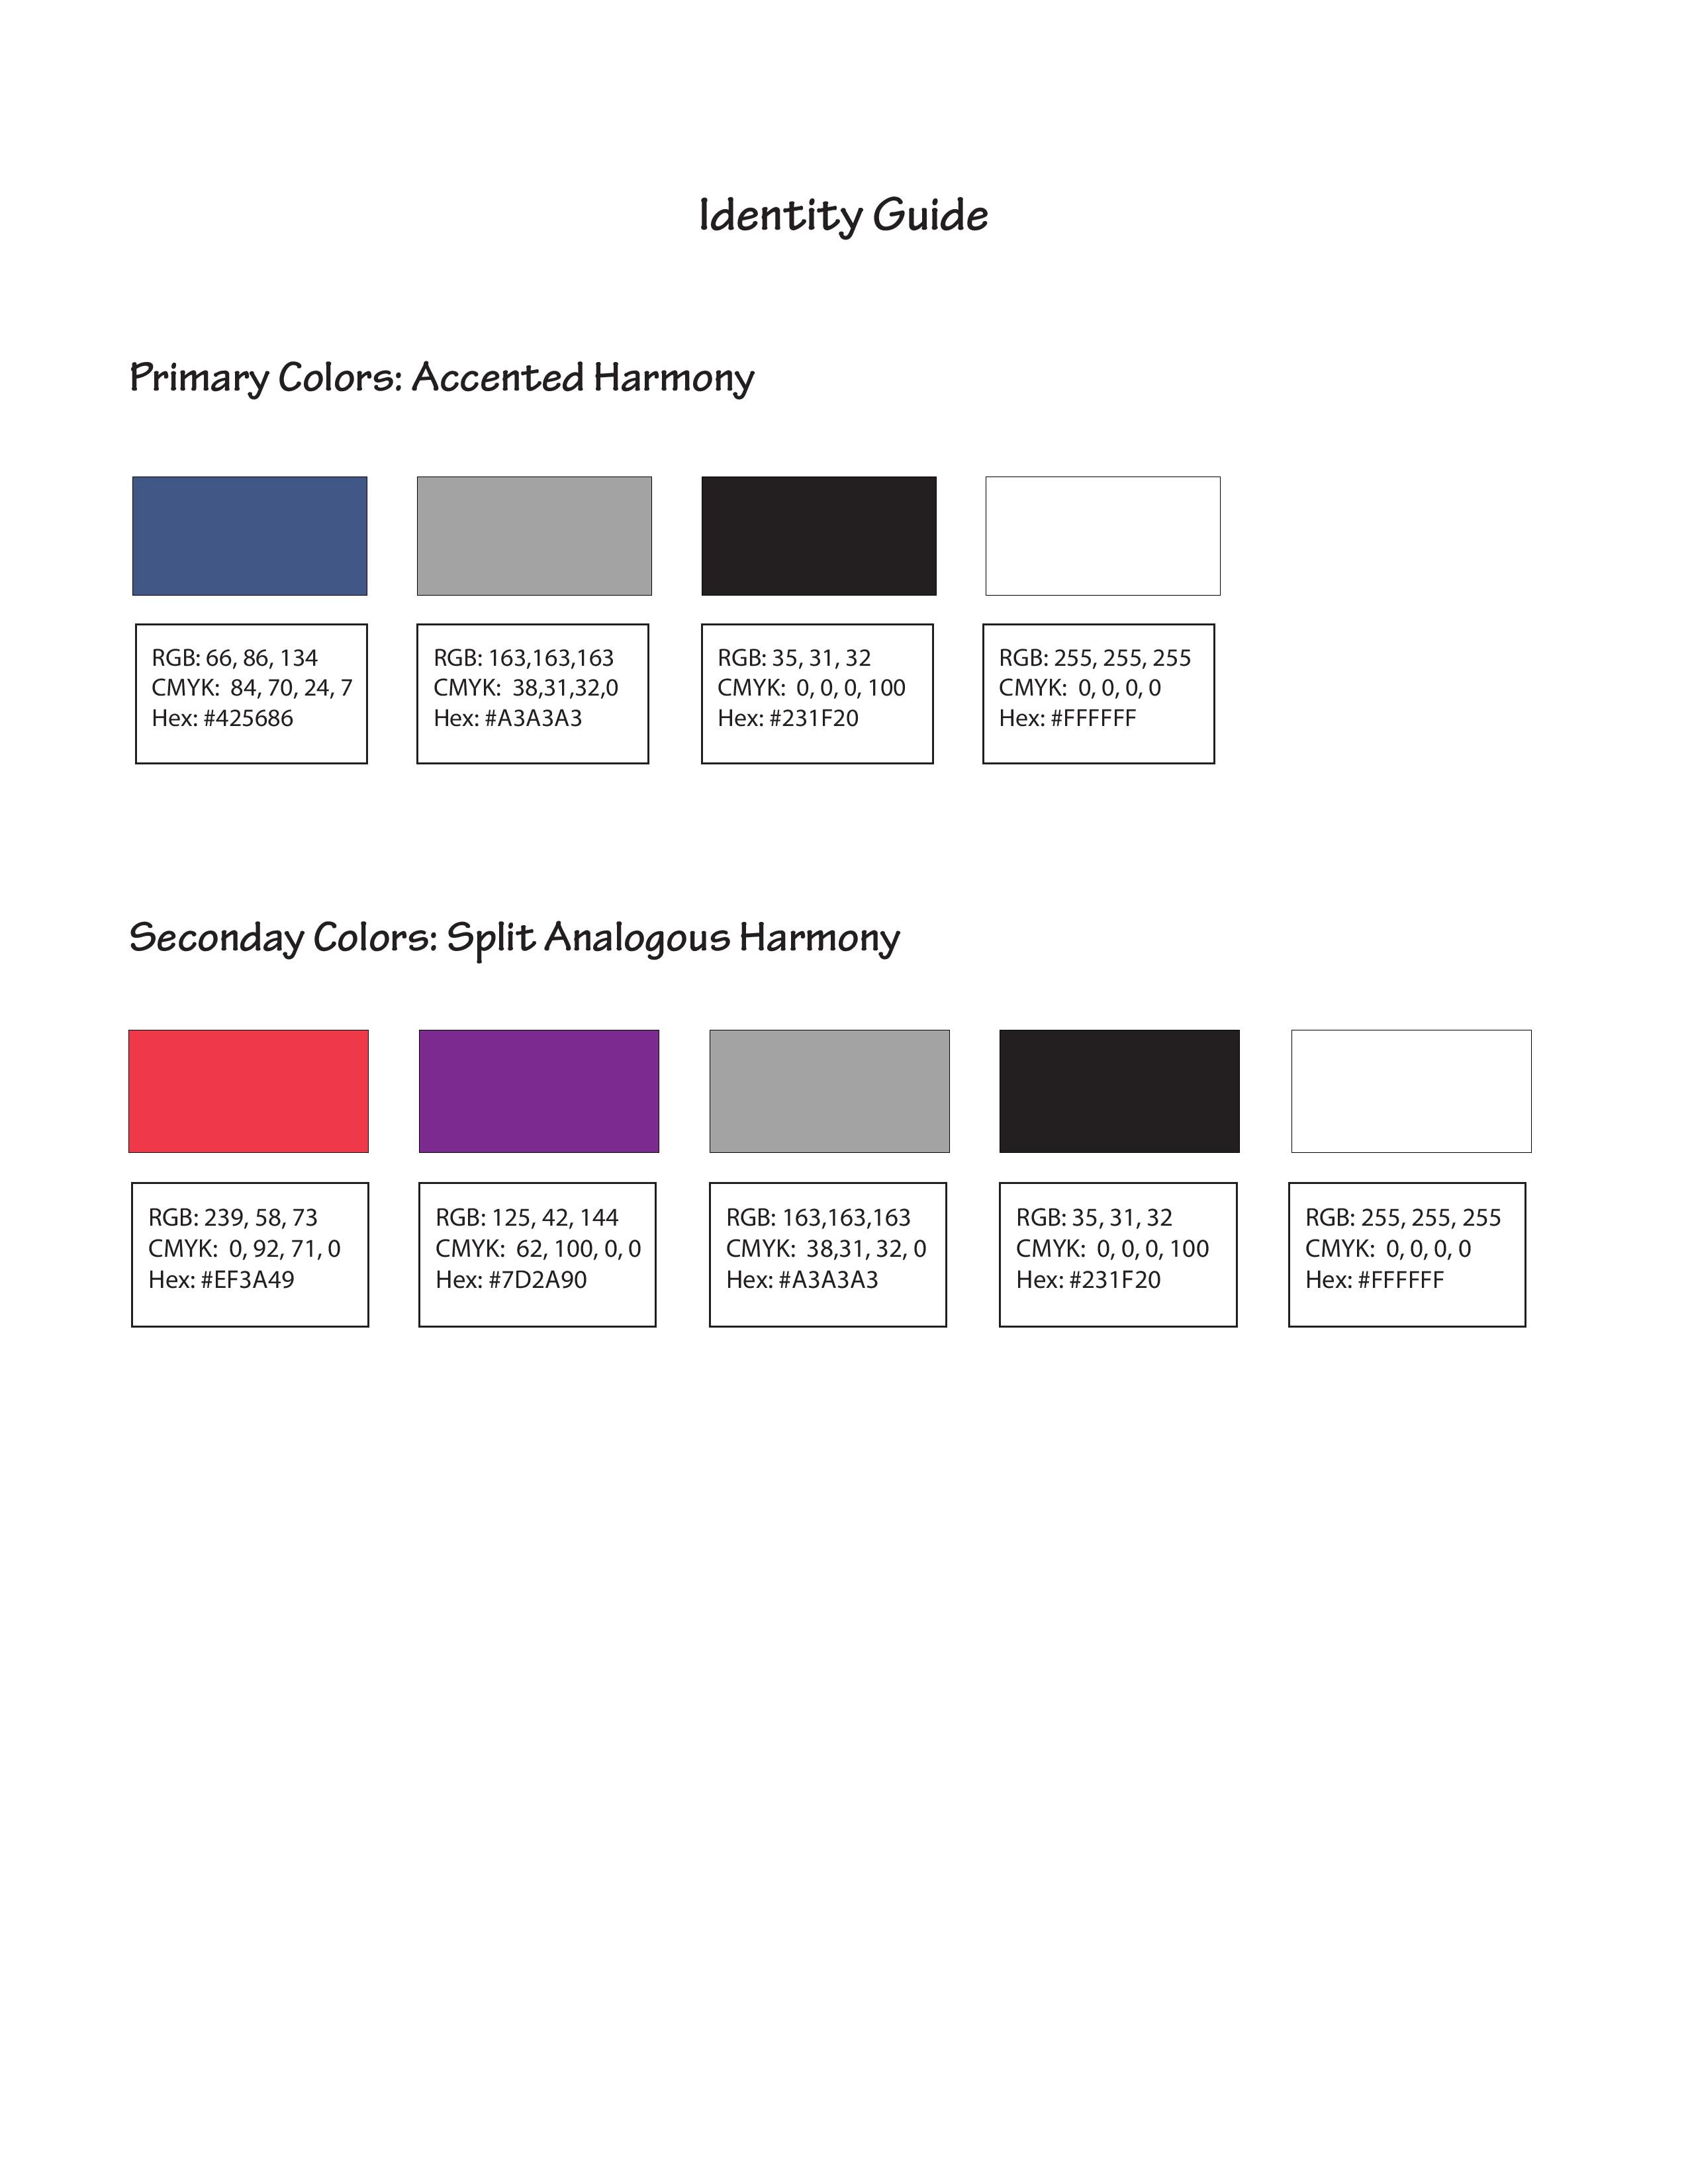 Identity Guide
Primary Colors: Accented Harmony
RGB: 66, 86, 134
CMYK:  84, 70, 24, 7
Hex: #425686
RGB: 163,163,163
CMYK:  38,31,32,0
Hex: #A3A3A3
RGB: 35, 31, 32
CMYK:  0, 0, 0, 100
Hex: #231F20
RGB: 255, 255, 255
CMYK:  0, 0, 0, 0
Hex: #FFFFFF
Seconday Colors: Split Analogous Harmony
RGB: 239, 58, 73
CMYK:  0, 92, 71, 0
Hex: #EF3A49
RGB: 125, 42, 144
CMYK:  62, 100, 0, 0
Hex: #7D2A90
RGB: 163,163,163
CMYK:  38,31, 32, 0
Hex: #A3A3A3
RGB: 35, 31, 32
CMYK:  0, 0, 0, 100
Hex: #231F20
RGB: 255, 255, 255
CMYK:  0, 0, 0, 0
Hex: #FFFFFF